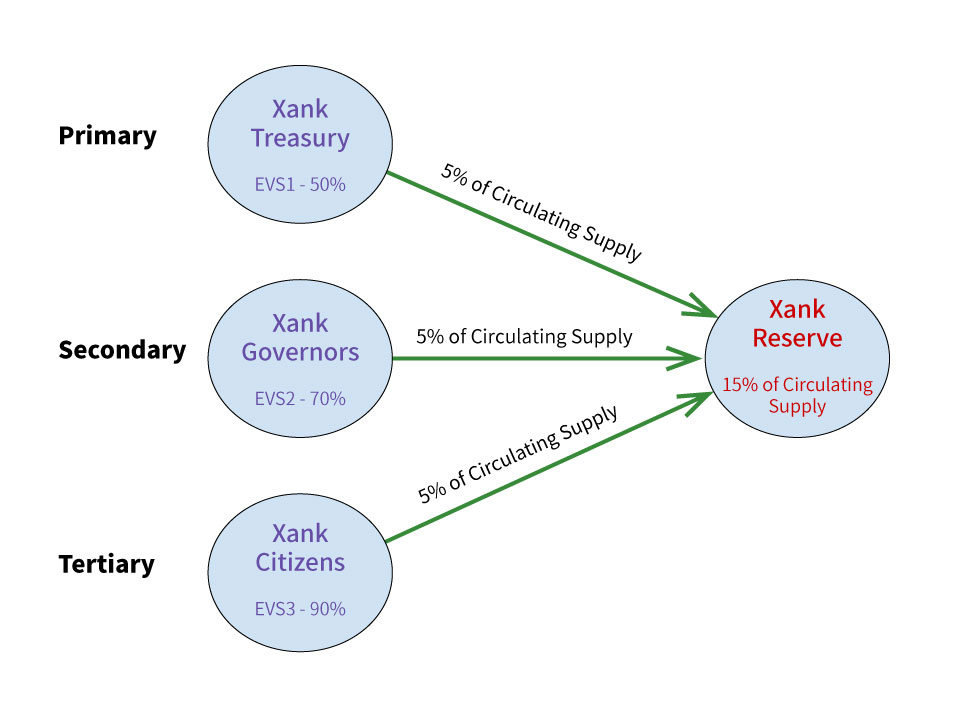 Primary
Xank
Treasury
EVS1 - 50%
5% of Circulating Supply
Secondary
Xank
Governors
EVS2 - 70%
5% of Circulating Supply
Xank
Reserve
15% of Circulating
Supply
Tertiary
Xank
Citizens
EVS3 - 90%
5% of Circulating Supply